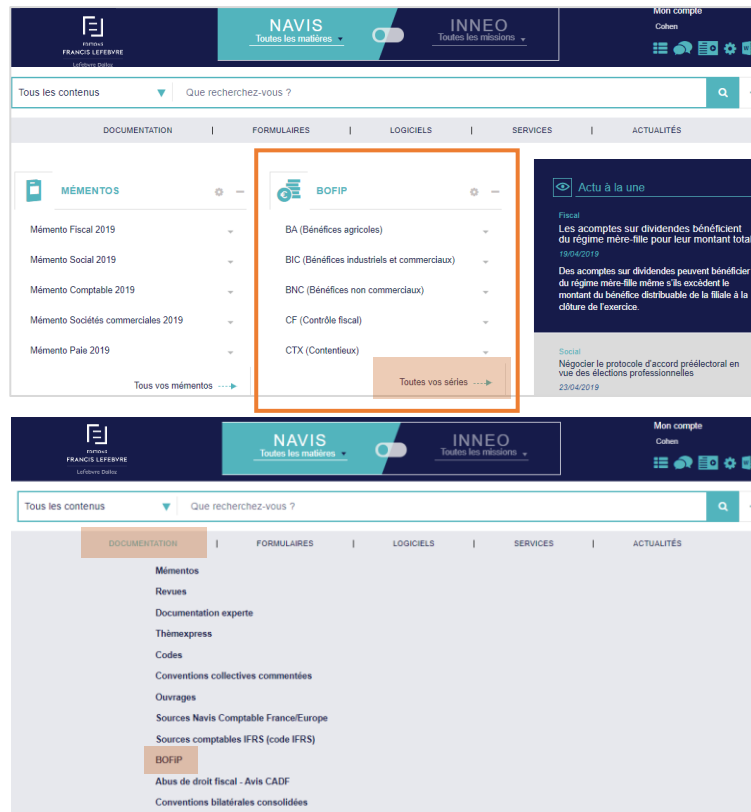 EDITIONS
FRANCIS LEFEBVRE
Lefebvre Dalloz
NAVIS
Toutes les matières
INNEO
Toutes les missions
Mon compte
Cohen
Tous les contenus
Que recherchez-vous ?
DOCUMENTATION | FORMULAIRES | LOGICIELS | SERVICES | ACTUALITÉS
MÉMENTOS
Mémento Fiscal 2019
Mémento Social 2019
Mémento Comptable 2019
Mémento Sociétés commerciales 2019
Mémento Paie 2019
Tous vos mémentos
BOFIP
BA (Bénéfices agricoles)
BIC (Bénéfices industriels et commerciaux)
BNC (Bénéfices non commerciaux)
CF (Contrôle fiscal)
CTX (Contentieux)
Toutes vos séries
Actu à la une
Fiscal
Les acomptes sur dividendes bénéficient
du régime mère-fille pour leur montant total
19/04/2019
Des acomptes sur dividendes peuvent bénéficier
du régime mère-fille même s'ils excèdent le
montant du bénéfice distribuable de la filiale à la
clôture de l'exercice.
Social
Négocier le protocole d'accord préélectoral en
vue des élections professionnelles
23/04/2019
EDITIONS
FRANCIS LEFEBVRE
Lefebvre Dalloz
NAVIS
Toutes les matières
INNEO
Toutes les missions
Mon compte
Cohen
Tous les contenus
Que recherchez-vous ?
DOCUMENTATION | FORMULAIRES | LOGICIELS | SERVICES | ACTUALITÉS
Mémentos
Revues
Documentation experte
Thèmexpress
Codes
Conventions collectives commentées
Ouvrages
Sources Navis Comptable France/Europe
Sources comptables IFRS (code IFRS)
BOFiP
Abus de droit fiscal - Avis CADF
Conventions bilatérales consolidées